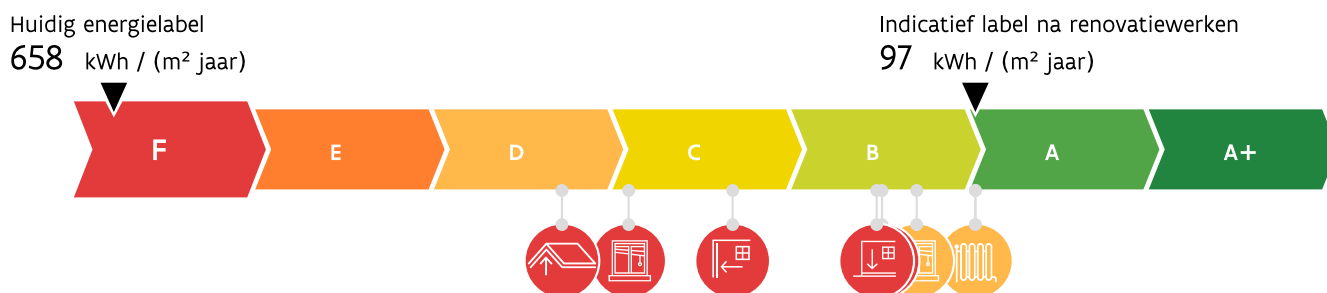 Huidig energielabel
658 kWh / (m² jaar)
Indicatief label na renovatiewerken
97 kWh / (m² jaar)
F E D C B A A+